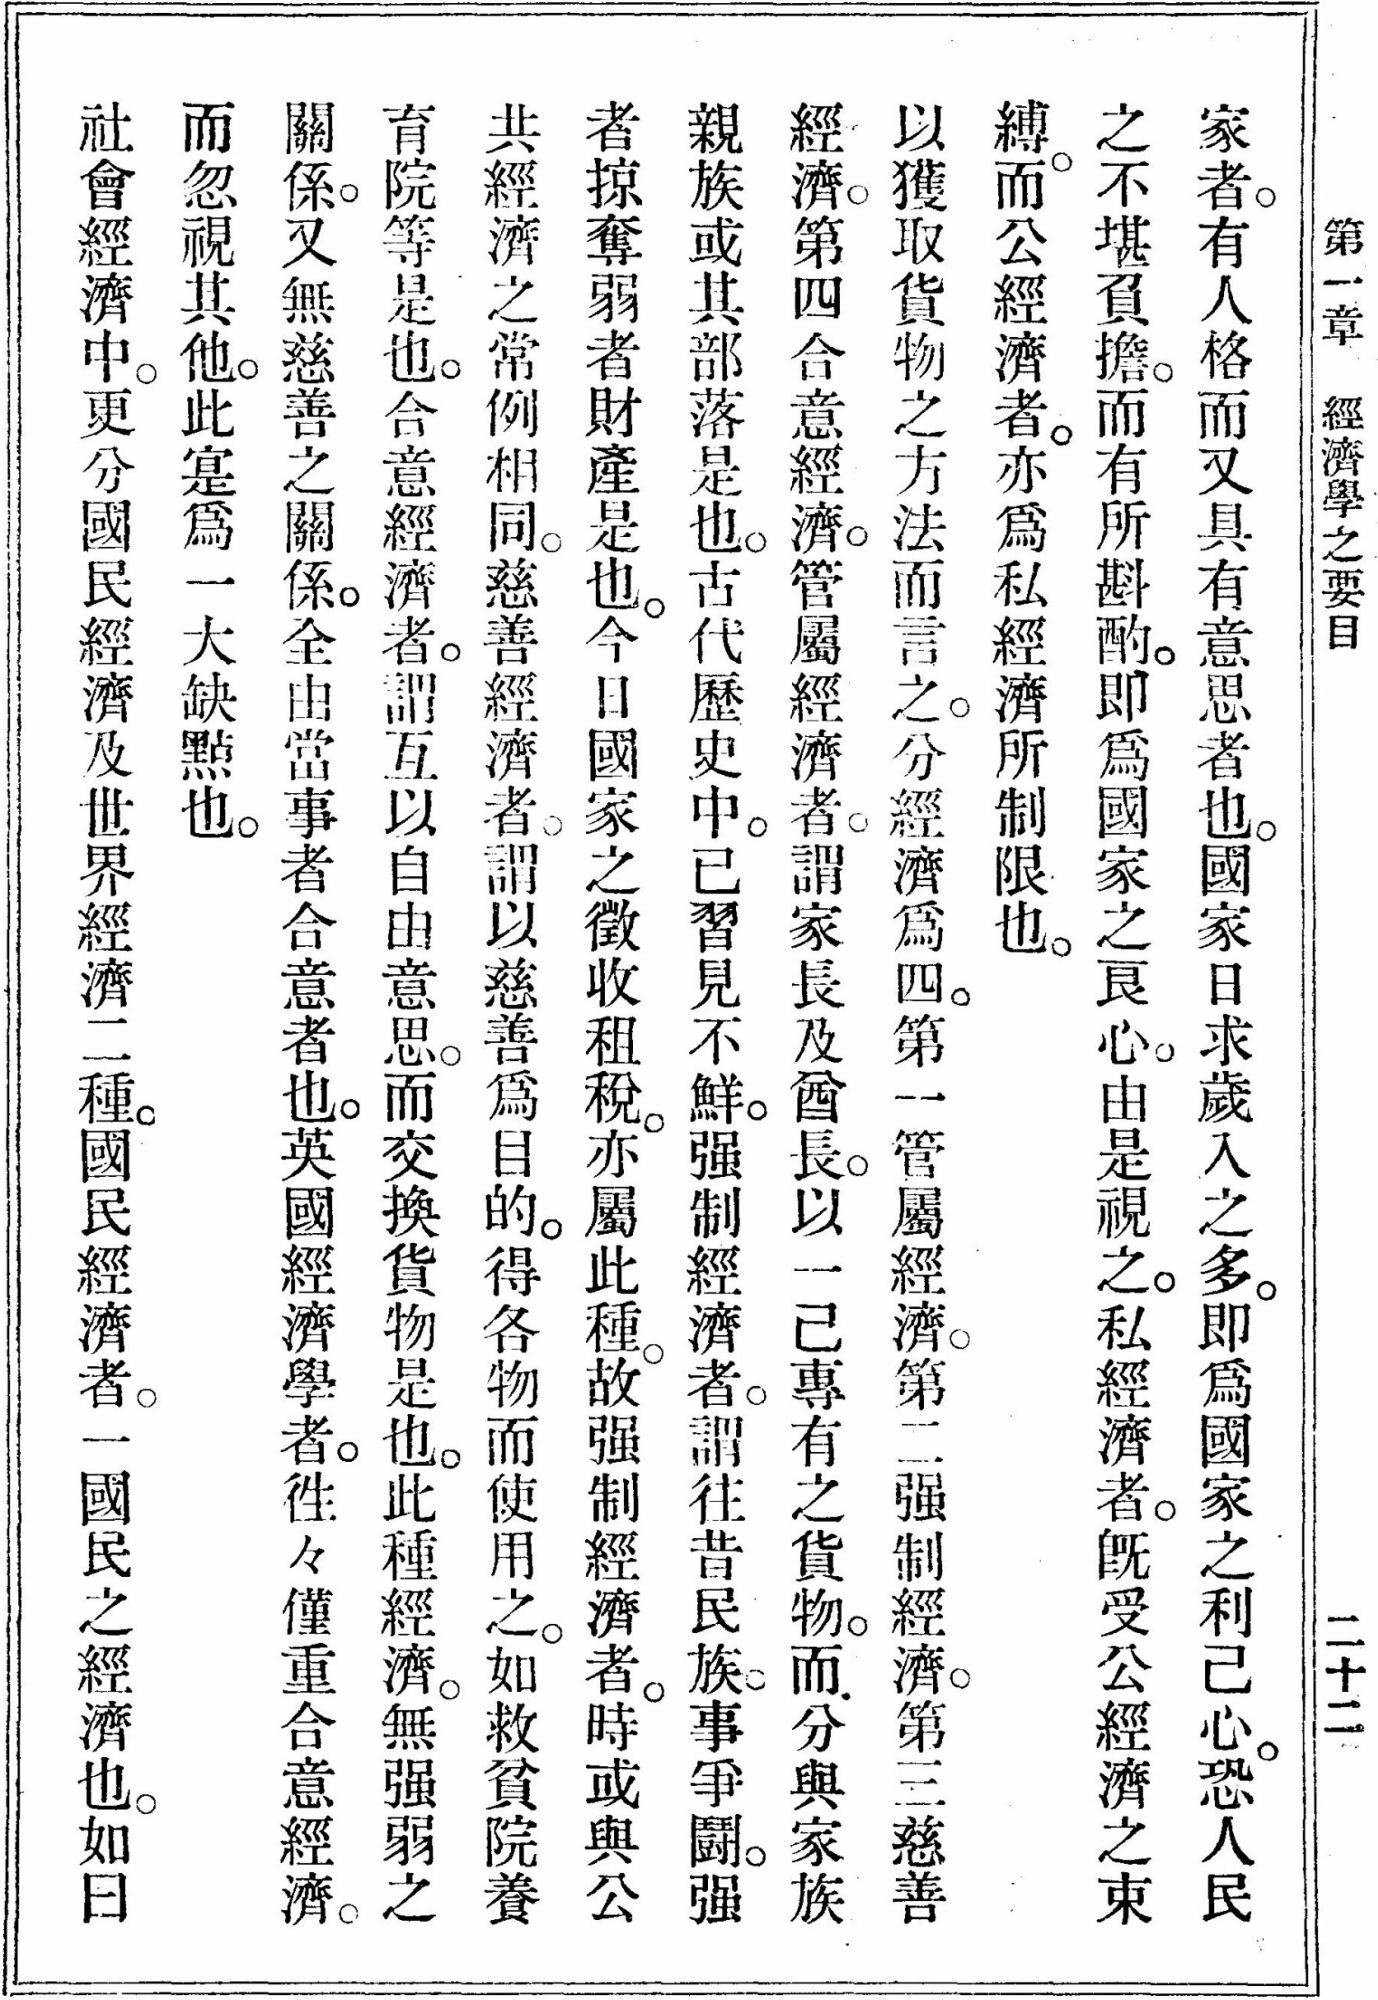 第一章　經濟學之要目
二十二
家者。有人格而又具有意思者也。國家日求歲入之多。即爲國家之利己心。恐人民
之不堪負擔。而有所斟酌。即爲國家之良心。由是視之。私經濟者。旣受公經濟之束
縛。而公經濟者。亦爲私經濟所制限也。
以獲取貨物之方法而言之。分經濟爲四。第一管屬經濟。第二强制經濟。第三慈善
經濟。第四合意經濟。管屬經濟者。謂家長及酋長。以一己專有之貨物。而分與家族
親族或其部落是也。古代歷史中。已習見不鮮。强制經濟者。謂往昔民族。事爭鬪。强
者掠奪弱者財產是也。今日國家之徵收租稅。亦屬此種。故强制經濟者。時或與公
共經濟之常例相同。慈善經濟者。謂以慈善爲目的。得各物而使用之。如救貧院養
育院等是也。合意經濟者。謂互以自由意思。而交換貨物是也。此種經濟。無强弱之
關係。又無慈善之關係。全由當事者合意者也。英國經濟學者。徃々僅重合意經濟。
而忽視其他。此寔爲一大缺點也。
社會經濟中。更分國民經濟及世界經濟二種。國民經濟者。一國民之經濟也。如曰